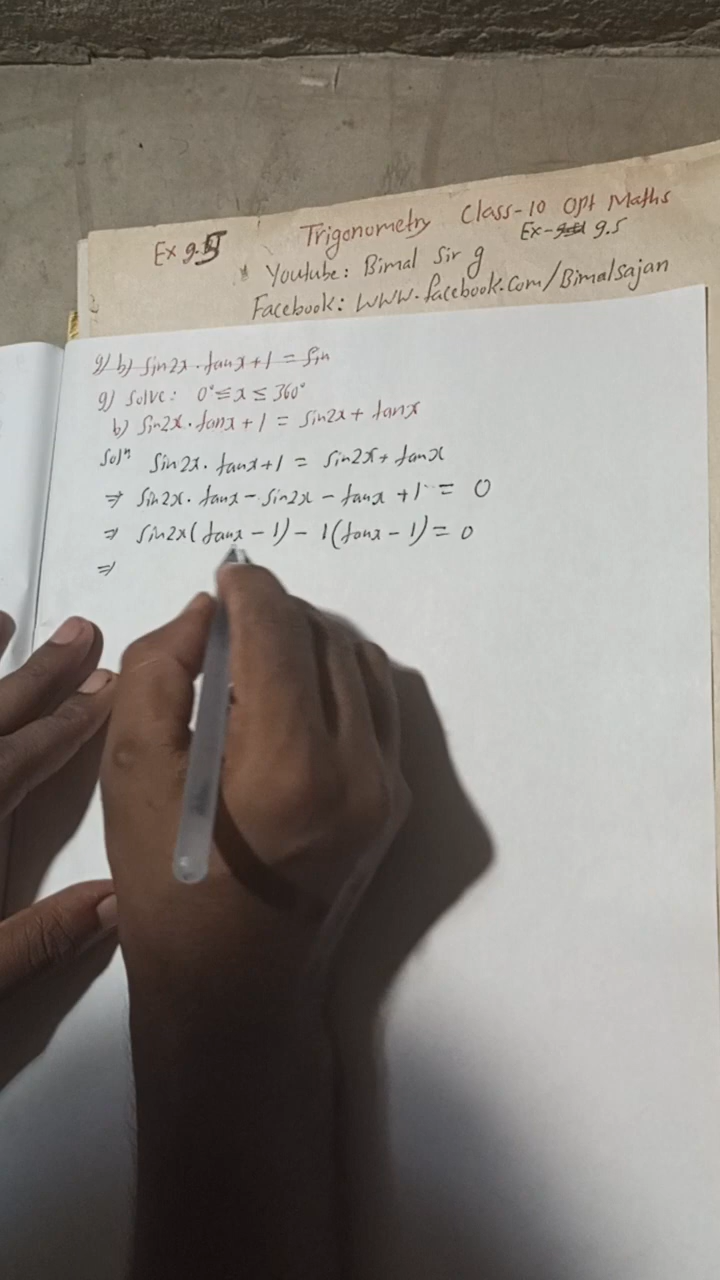 Ex 9.5
Trigonometry Class-10 Opt Maths
Ex- 9.5
Youtube: Bimal Sir g
Facebook: www.facebook.com/Bimalsajan
g) b) sin2x · tanx + 1 = sin
g) Solve: 0° ≤ x ≤ 360°
b) sin2x · tanx + 1 = sin2x + tanx
Solⁿ sin2x · tanx + 1 = sin2x + tanx
⇒ sin2x · tanx - sin2x - tanx + 1 = 0
⇒ sin2x(tanx - 1) - 1(tanx - 1) = 0
⇒